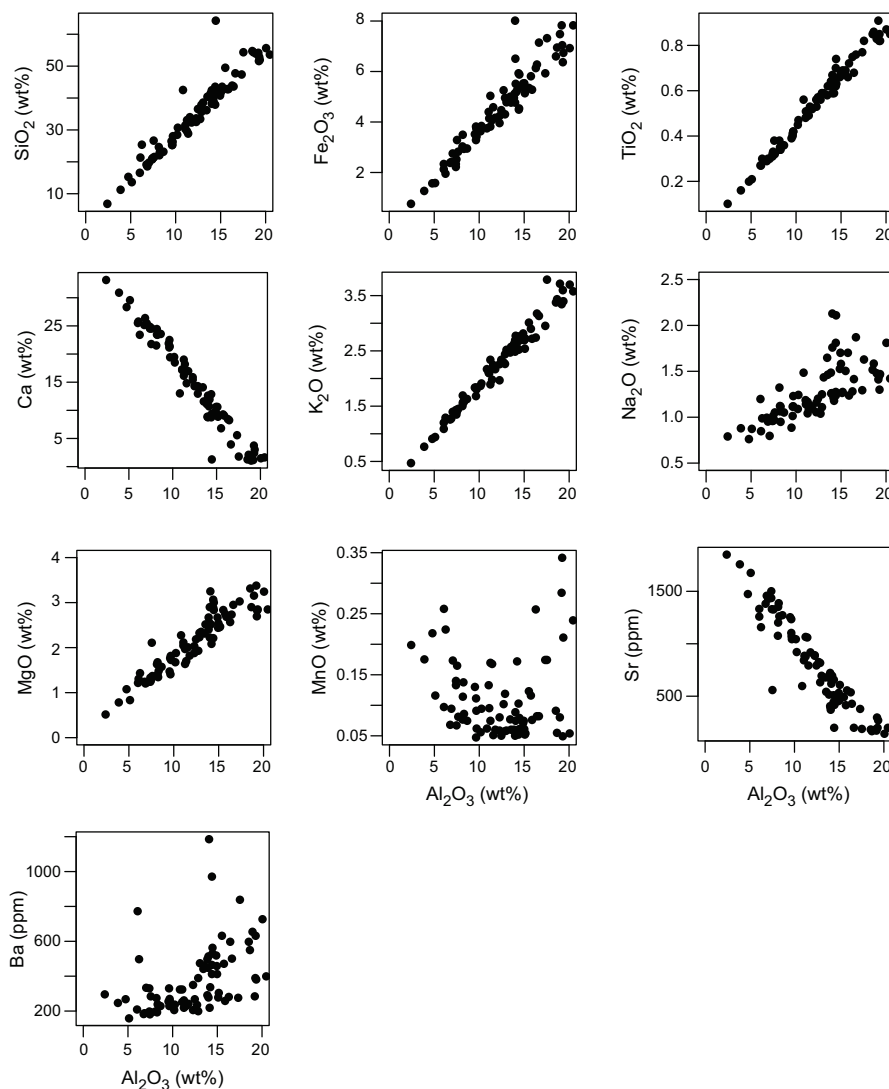 SiO2 (wt%)
50
30
10
0 5 10 15 20
Fe2O3 (wt%)
8
6
4
2
0 5 10 15 20
TiO2 (wt%)
0.8
0.6
0.4
0.2
0 5 10 15 20
Ca (wt%)
25
15
5
0 5 10 15 20
K2O (wt%)
3.5
2.5
1.5
0.5
0 5 10 15 20
Na2O (wt%)
2.5
2.0
1.5
1.0
0.5
0 5 10 15 20
MgO (wt%)
4
3
2
1
0
0 5 10 15 20
MnO (wt%)
0.35
0.25
0.15
0.05
0 5 10 15 20
Al2O3 (wt%)
Sr (ppm)
1500
500
0 5 10 15 20
Al2O3 (wt%)
Ba (ppm)
1000
600
200
0 5 10 15 20
Al2O3 (wt%)